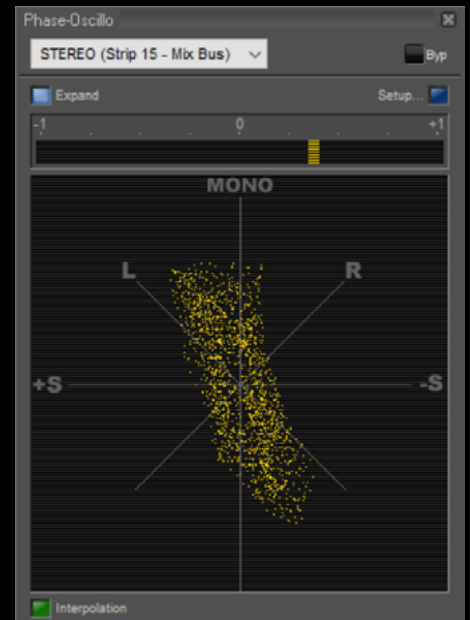 Phase-Oscillo
STEREO (Strip 15 - Mix Bus)
Byp
Expand
Setup...
-1 0 +1
MONO
L R
+S -S
Interpolation